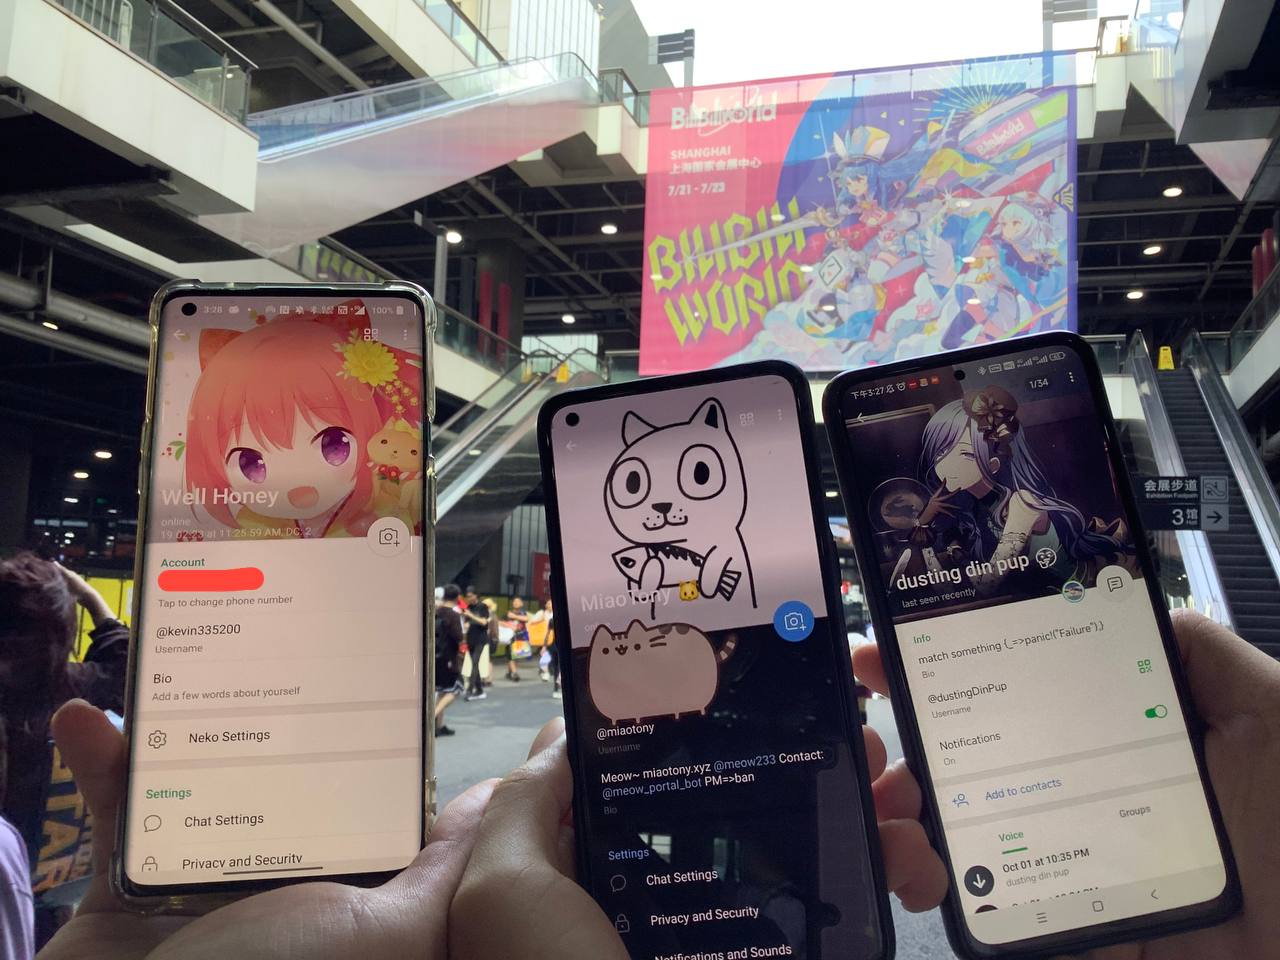 Bilibiliworld
SHANGHAI
上海国家会展中心
7/21 - 7/23
BILIBILI
WORLD
会展步道
Exhibition Footpath
3馆
3:28
100%
Well Honey
online
19.02.23 at 11:25:59 AM, DC: 2
Account
Tap to change phone number
@kevin335200
Username
Bio
Add a few words about yourself
Neko Settings
Settings
Chat Settings
Privacy and Security
MiaoTony
@miaotony
Username
Meow~ miaotony.xyz @meow233 Contact:
@meow_portal_bot PM=>ban
Bio
Settings
Chat Settings
Privacy and Security
Notifications and Sounds
下午3:27
1/34
dusting din pup
last seen recently
Info
match something {_=>panic!("Failure"),}
Bio
@dustingDinPup
Username
Notifications
On
Add to contacts
Voice
Groups
Oct 01 at 10:35 PM
dusting din pup